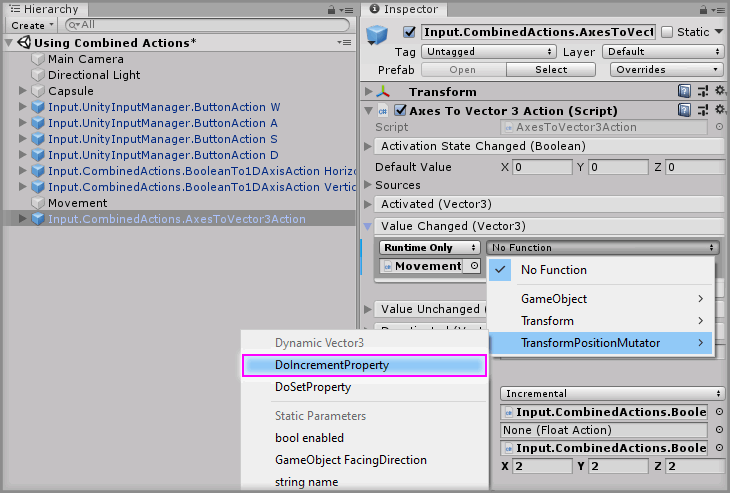 Hierarchy
Create
All
Using Combined Actions*
Main Camera
Directional Light
Capsule
Input.UnityInputManager.ButtonAction W
Input.UnityInputManager.ButtonAction A
Input.UnityInputManager.ButtonAction S
Input.UnityInputManager.ButtonAction D
Input.CombinedActions.BooleanTo1DAxisAction Horizo
Input.CombinedActions.BooleanTo1DAxisAction Vertic
Movement
Input.CombinedActions.AxesToVector3Action
Inspector
Input.CombinedActions.AxesToVect
Static
Tag Untagged Layer Default
Prefab Open Select Overrides
Transform
Axes To Vector 3 Action (Script)
Script AxesToVector3Action
Activation State Changed (Boolean)
Default Value X 0 Y 0 Z 0
Sources
Activated (Vector3)
Value Changed (Vector3)
Runtime Only No Function
Movement
No Function
GameObject
Transform
TransformPositionMutator
Value Unchanged (V
Dynamic Vector3
DoIncrementProperty
DoSetProperty
Static Parameters
bool enabled
GameObject FacingDirection
string name
Incremental
Input.CombinedActions.Boole
None (Float Action)
Input.CombinedActions.Boole
X 2 Y 2 Z 2